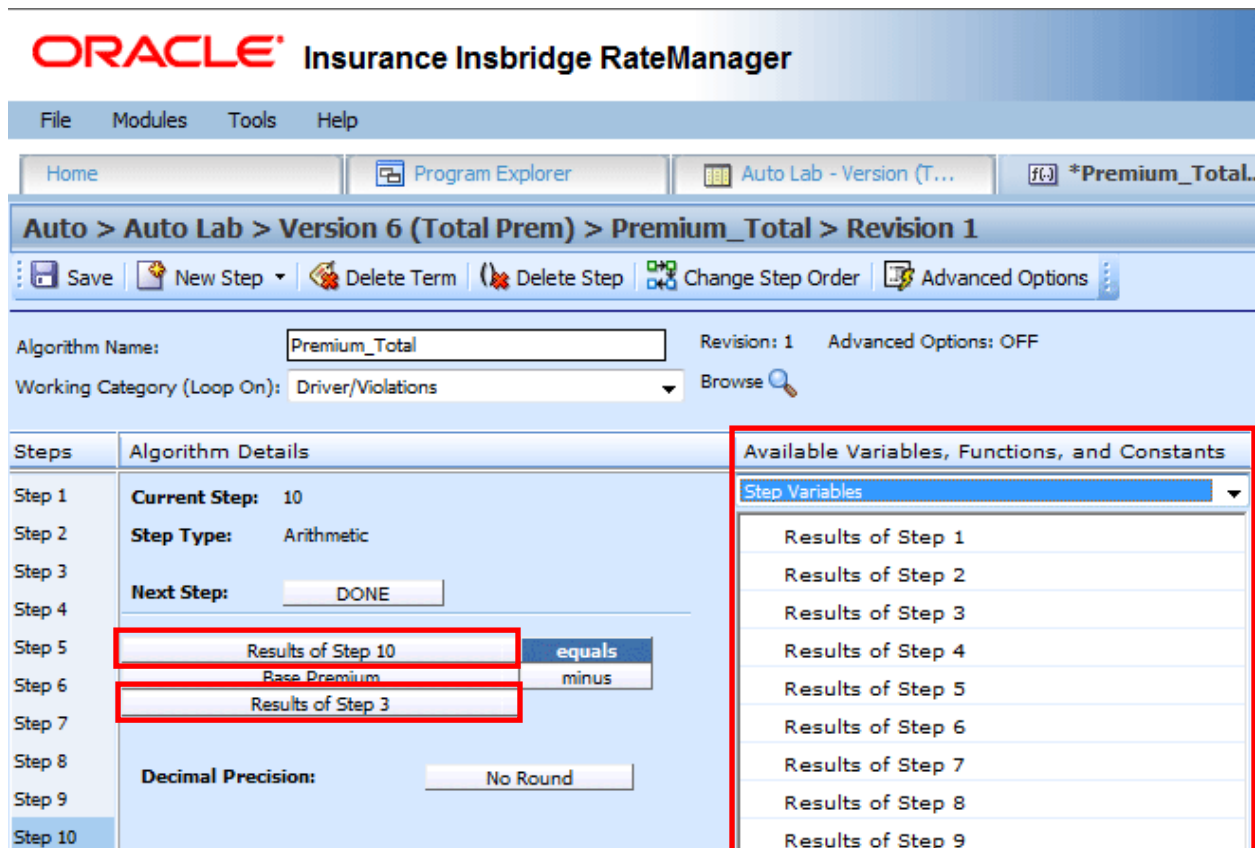 ORACLE Insurance Insbridge RateManager
File Modules Tools Help
Home Program Explorer Auto Lab - Version (T... f(.) *Premium_Total..
Auto > Auto Lab > Version 6 (Total Prem) > Premium_Total > Revision 1
Save New Step Delete Term Delete Step Change Step Order Advanced Options
Algorithm Name: Premium_Total Revision: 1 Advanced Options: OFF
Working Category (Loop On): Driver/Violations Browse
Steps
Step 1
Step 2
Step 3
Step 4
Step 5
Step 6
Step 7
Step 8
Step 9
Step 10
Algorithm Details
Current Step: 10
Step Type: Arithmetic
Next Step: DONE
Results of Step 10 equals
Base Premium minus
Results of Step 3
Decimal Precision: No Round
Available Variables, Functions, and Constants
Step Variables
Results of Step 1
Results of Step 2
Results of Step 3
Results of Step 4
Results of Step 5
Results of Step 6
Results of Step 7
Results of Step 8
Results of Step 9